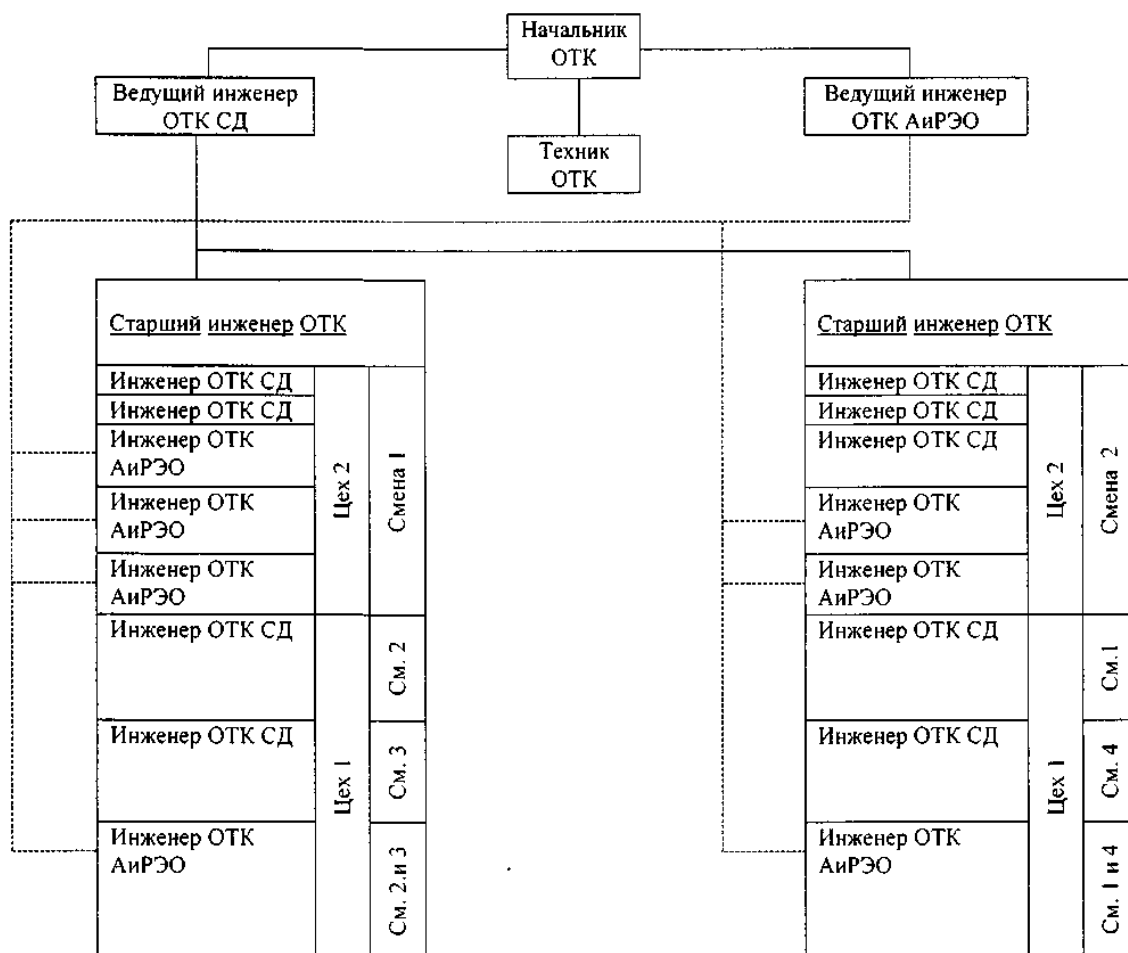 Начальник
ОТК
Ведущий инженер
ОТК СД
Ведущий инженер
ОТК АиРЭО
Техник
ОТК
Старший инженер ОТК
Инженер ОТК СД
Инженер ОТК СД
Инженер ОТК
АиРЭО
Инженер ОТК
АиРЭО
Инженер ОТК
АиРЭО
Цех 2
Смена 1
Инженер ОТК СД
Инженер ОТК СД
Инженер ОТК
АиРЭО
Цех 1
См. 2
См. 3
См. 2.и 3
Старший инженер ОТК
Инженер ОТК СД
Инженер ОТК СД
Инженер ОТК СД
Инженер ОТК
АиРЭО
Инженер ОТК
АиРЭО
Цех 2
Смена 2
Инженер ОТК СД
Инженер ОТК СД
Инженер ОТК
АиРЭО
Цех 1
См.1
См. 4
См. 1 и 4